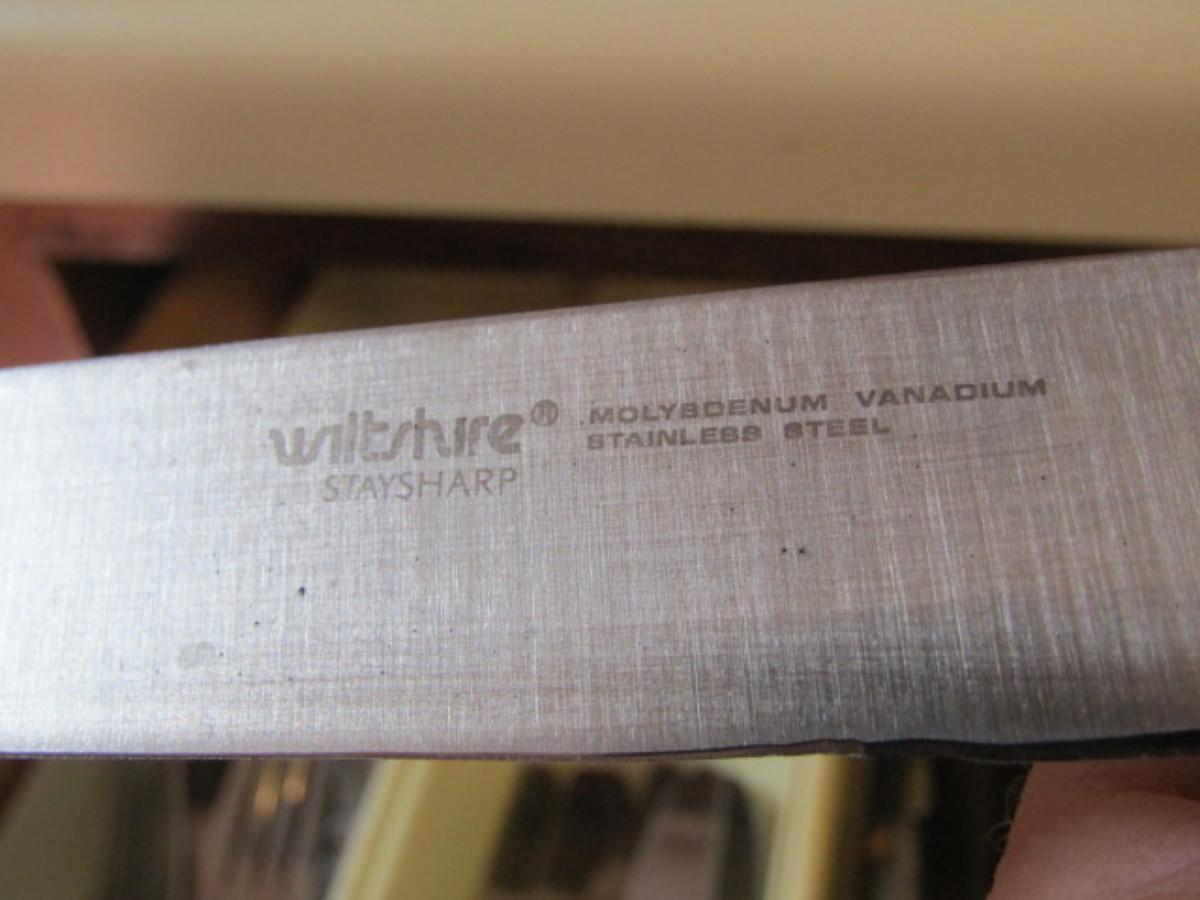 wiltshire®
STAYSHARP
MOLYBDENUM VANADIUM
STAINLESS STEEL